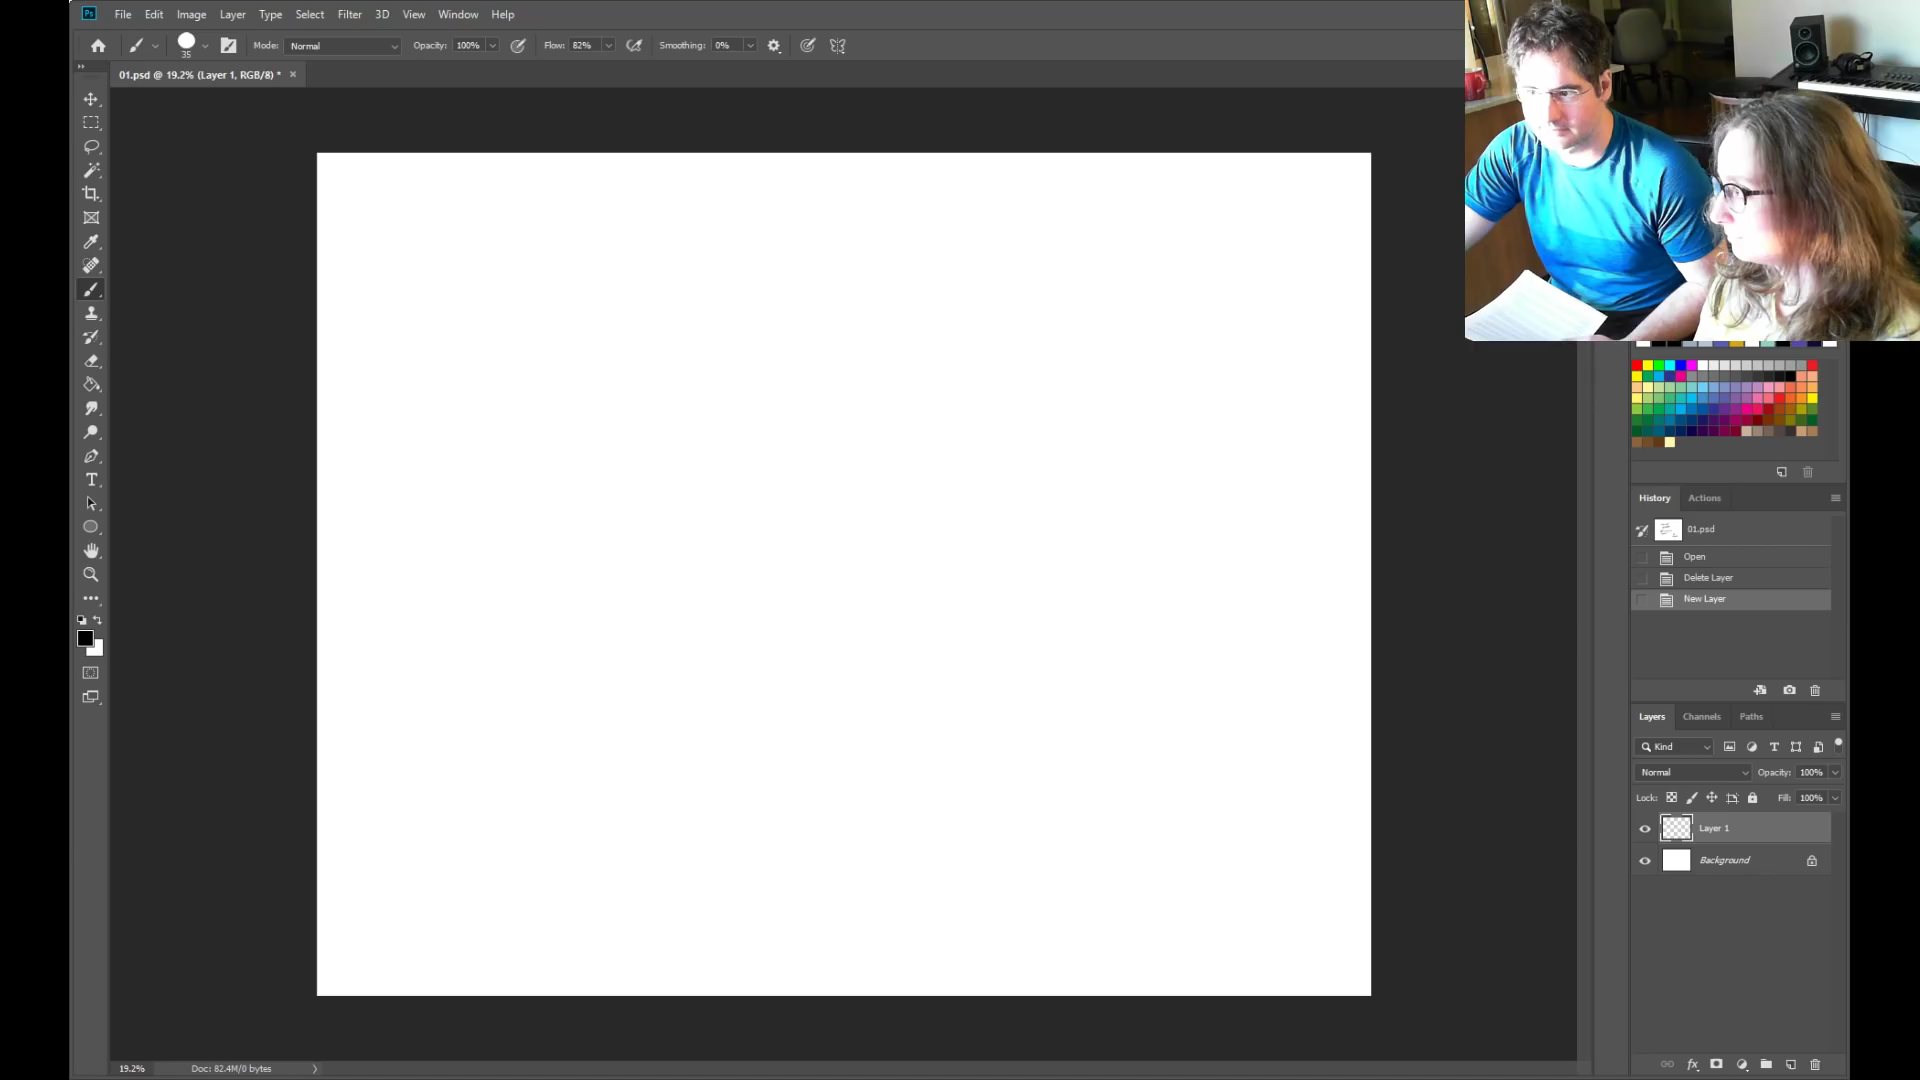 Ps File Edit Image Layer Type Select Filter 3D View Window Help
35 Mode: Normal Opacity: 100% Flow: 82% Smoothing: 0%
01.psd @ 19.2% (Layer 1, RGB/8) *
T
History Actions
01.psd
Open
Delete Layer
New Layer
Layers Channels Paths
Kind
Normal Opacity: 100%
Lock: Fill: 100%
Layer 1
Background
fx
19.2% Doc: 82.4M/0 bytes